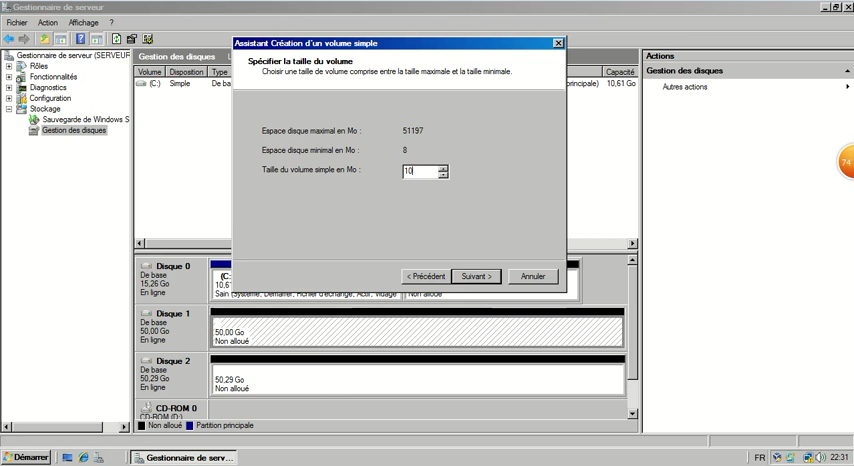 Gestionnaire de serveur
Fichier Action Affichage ?
Gestionnaire de serveur (SERVEUF
Rôles
Fonctionnalités
Diagnostics
Configuration
Stockage
Sauvegarde de Windows S
Gestion des disques
Gestion des disques
Volume Disposition Type
(C:) Simple De ba
rincipale) 10,61 Go
Capacité
Assistant Création d'un volume simple
Spécifier la taille du volume
Choisir une taille de volume comprise entre la taille maximale et la taille minimale.
Espace disque maximal en Mo : 51197
Espace disque minimal en Mo : 8
Taille du volume simple en Mo : 10
< Précédent Suivant > Annuler
Actions
Gestion des disques
Autres actions
74
Disque 0
De base
15,26 Go
En ligne
(C:
10,61
Sain (Système, Démarrer, Fichier d'échange, Actif, Vidage Non alloué
Disque 1
De base
50,00 Go
En ligne
50,00 Go
Non alloué
Disque 2
De base
50,29 Go
En ligne
50,29 Go
Non alloué
CD-ROM 0
CD-ROM (D:)
Non alloué Partition principale
Démarrer
Gestionnaire de serv...
FR 22:31